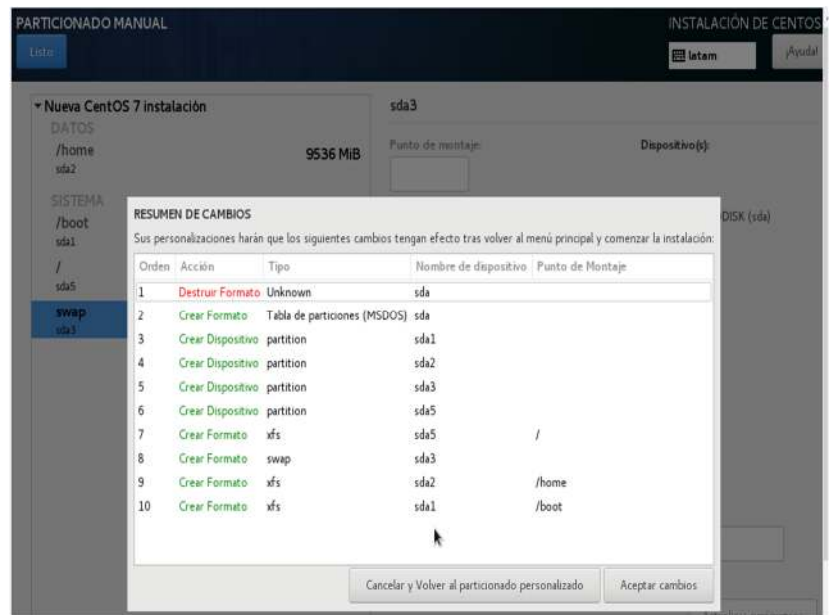 PARTICIONADO MANUAL
INSTALACIÓN DE CENTOS
Listo
latam
¡Ayuda!
Nueva CentOS 7 instalación
DATOS
/home
9536 MiB
sda2
SISTEMA
/boot
sda1
/
sda5
swap
sda3
sda3
Punto de montaje:
Dispositivo(s):
DISK (sda)
RESUMEN DE CAMBIOS
Sus personalizaciones harán que los siguientes cambios tengan efecto tras volver al menú principal y comenzar la instalación:
Orden Acción Tipo Nombre de dispositivo Punto de Montaje
1 Destruir Formato Unknown sda
2 Crear Formato Tabla de particiones (MSDOS) sda
3 Crear Dispositivo partition sda1
4 Crear Dispositivo partition sda2
5 Crear Dispositivo partition sda3
6 Crear Dispositivo partition sda5
7 Crear Formato xfs sda5 /
8 Crear Formato swap sda3
9 Crear Formato xfs sda2 /home
10 Crear Formato xfs sda1 /boot
Cancelar y Volver al particionado personalizado
Aceptar cambios